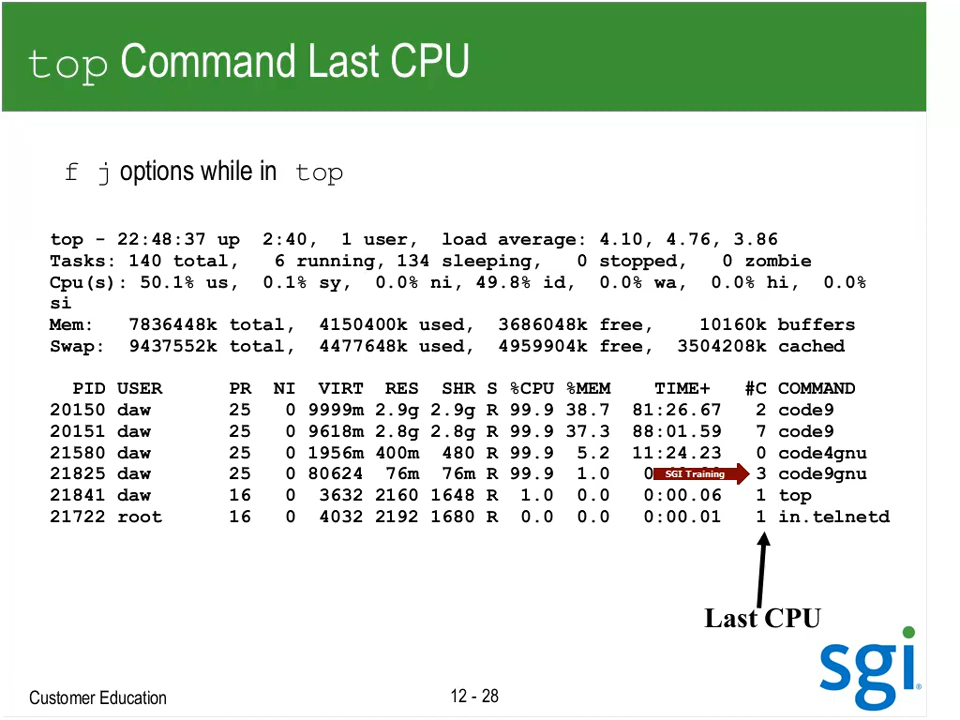 top Command Last CPU
f j options while in top
top - 22:48:37 up 2:40, 1 user, load average: 4.10, 4.76, 3.86
Tasks: 140 total, 6 running, 134 sleeping, 0 stopped, 0 zombie
Cpu(s): 50.1% us, 0.1% sy, 0.0% ni, 49.8% id, 0.0% wa, 0.0% hi, 0.0%
si
Mem: 7836448k total, 4150400k used, 3686048k free, 10160k buffers
Swap: 9437552k total, 4477648k used, 4959904k free, 3504208k cached
PID USER PR NI VIRT RES SHR S %CPU %MEM TIME+ #C COMMAND
20150 daw 25 0 9999m 2.9g 2.9g R 99.9 38.7 81:26.67 2 code9
20151 daw 25 0 9618m 2.8g 2.8g R 99.9 37.3 88:01.59 7 code9
21580 daw 25 0 1956m 400m 480 R 99.9 5.2 11:24.23 0 code4gnu
21825 daw 25 0 80624 76m 76m R 99.9 1.0 SGI Training 3 code9gnu
21841 daw 16 0 3632 2160 1648 R 1.0 0.0 0:00.06 1 top
21722 root 16 0 4032 2192 1680 R 0.0 0.0 0:00.01 1 in.telnetd
Last CPU
sgi
Customer Education
12 - 28